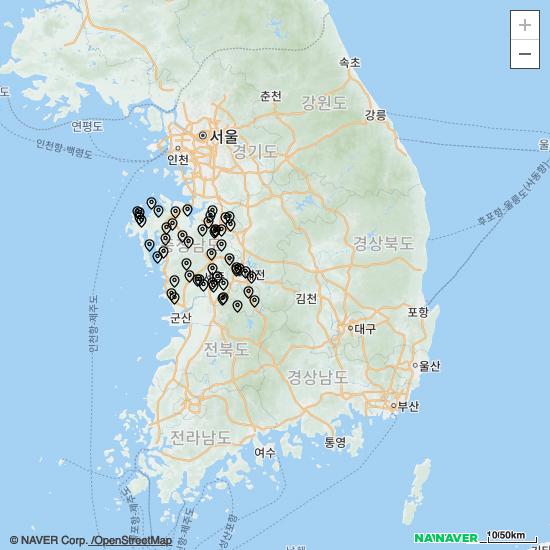 +
−
속초
춘천
강원도
강릉
연평도
서울
인천항-백령도
인천
경기도
후포항-울릉도(사동항)
경상북도
인천항-제주도
군산
김천
포항
대구
전북도
경상남도
울산
부산
전라남도
통영
여수
© NAVER Corp. /OpenStreetMap
NAVER
10/50km